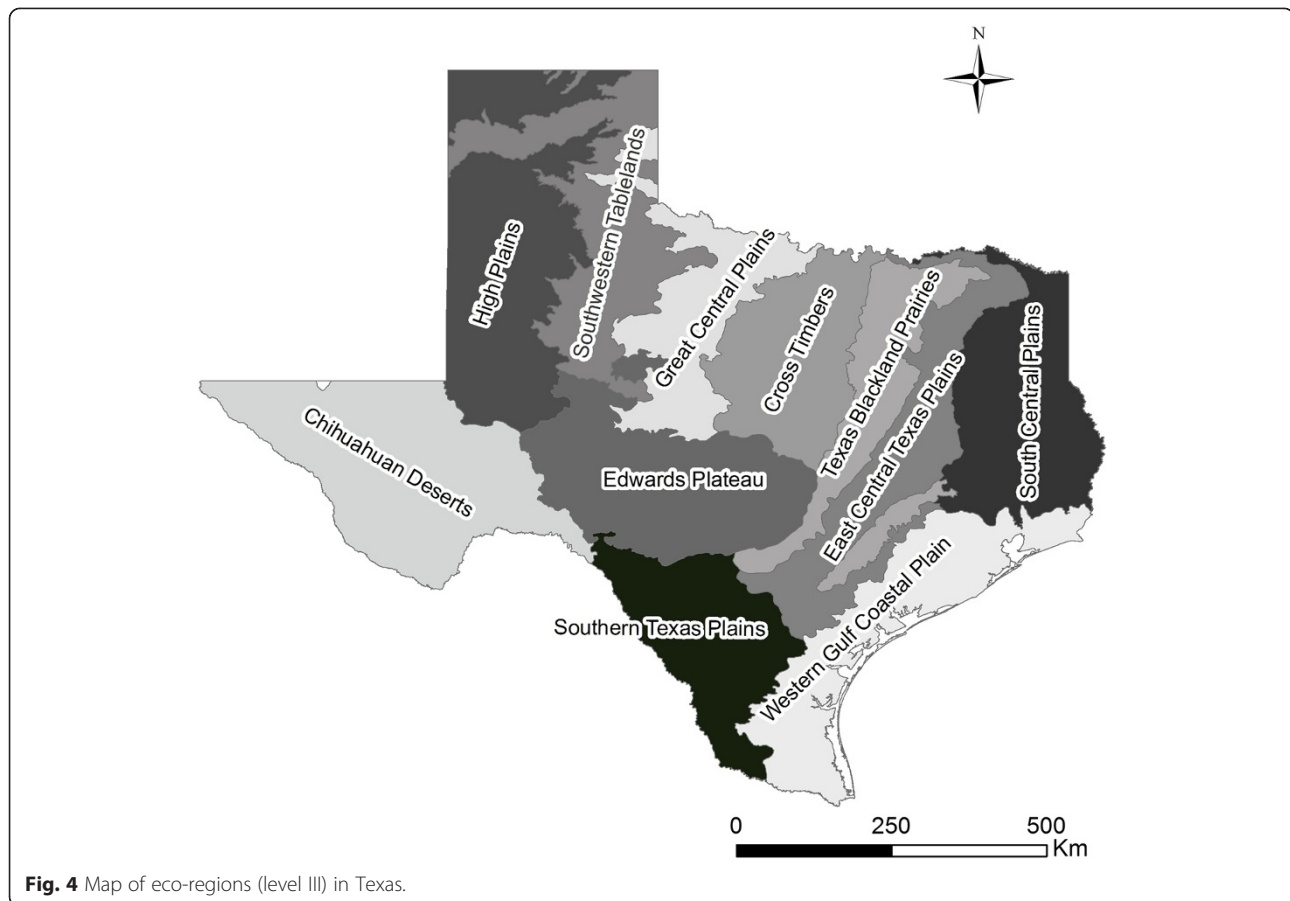 N
High Plains
Southwestern Tablelands
Great Central Plains
Cross Timbers
Texas Blackland Prairies
East Central Texas Plains
South Central Plains
Chihuahuan Deserts
Edwards Plateau
Southern Texas Plains
Western Gulf Coastal Plain
0 250 500
Km
Fig. 4 Map of eco-regions (level III) in Texas.